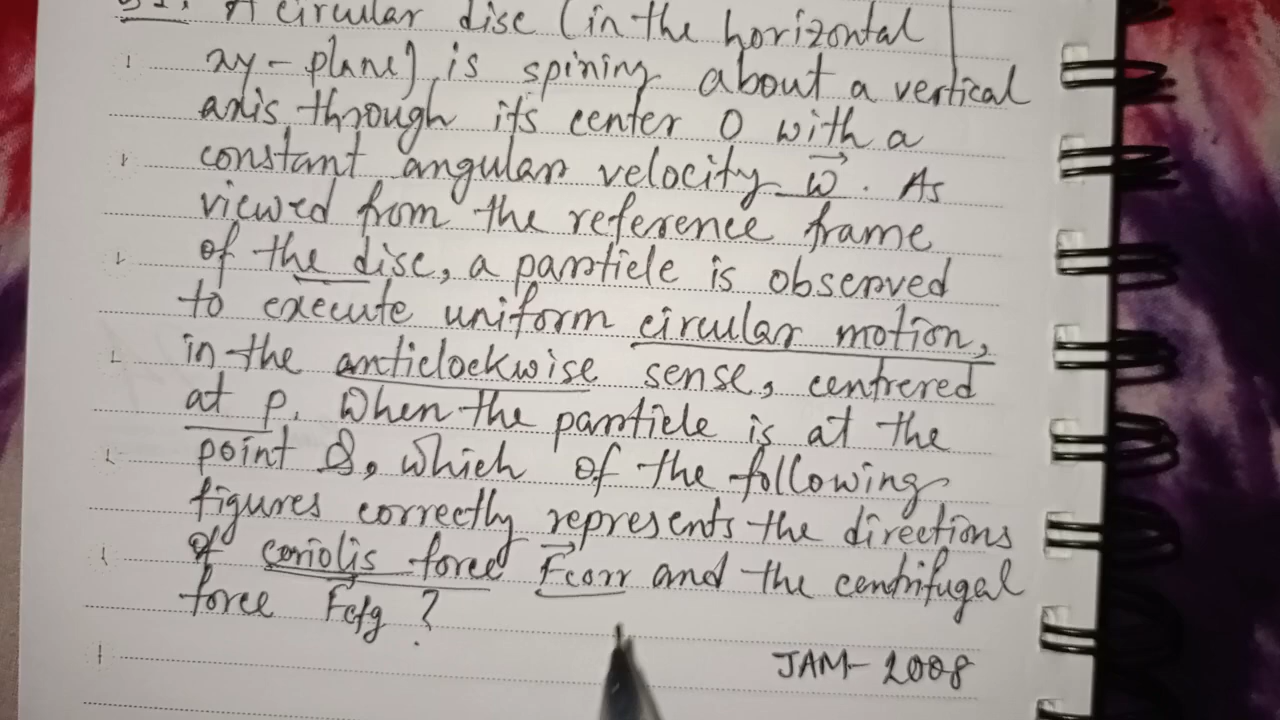 A circular disc (in the horizontal
xy-plane) is spining about a vertical
axis through its center O with a
constant angular velocity ω⃗. As
viewed from the reference frame
of the disc, a particle is observed
to execute uniform circular motion,
in the anticlockwise sense, centrered
at P. When the particle is at the
point Q, which of the following
figures correctly represents the directions
of coriolis force F⃗corr and the centrifugal
force Fcfg ?
JAM-2008